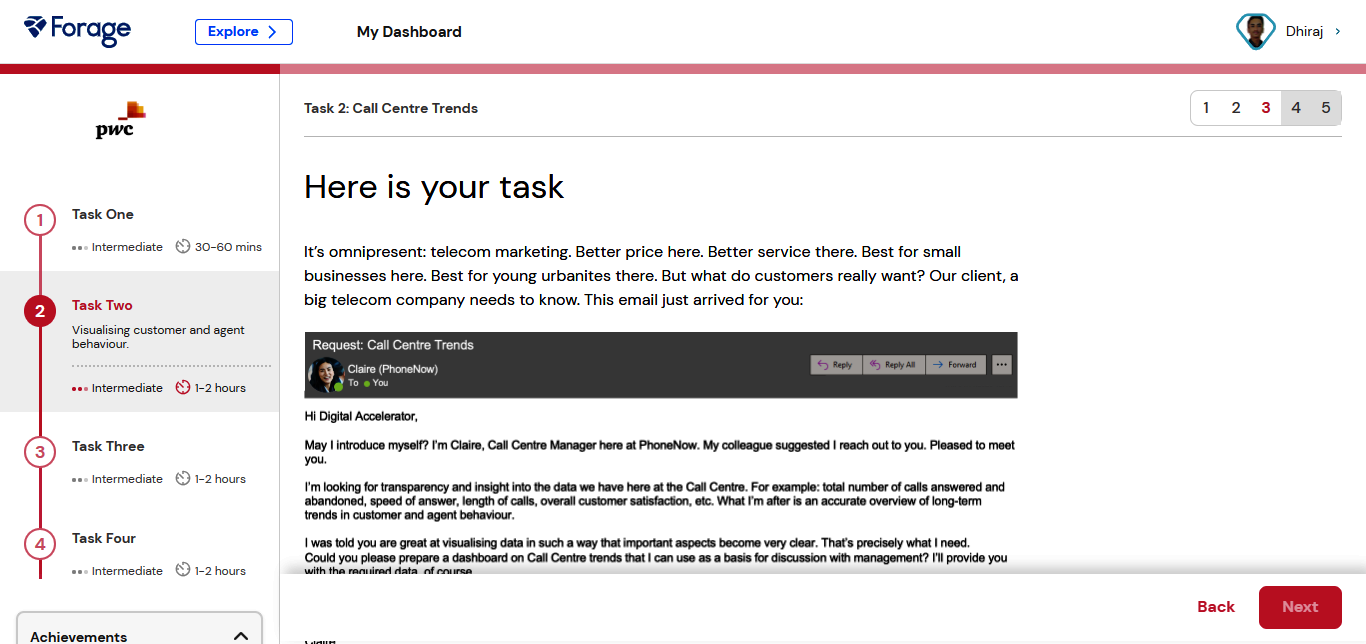 Forage
Explore
My Dashboard
Dhiraj
pwc
Task 2: Call Centre Trends
1 2 3 4 5
Here is your task
It’s omnipresent: telecom marketing. Better price here. Better service there. Best for small
businesses here. Best for young urbanites there. But what do customers really want? Our client, a
big telecom company needs to know. This email just arrived for you:
Request: Call Centre Trends
Claire (PhoneNow)
To You
Reply Reply All Forward
Hi Digital Accelerator,
May I introduce myself? I'm Claire, Call Centre Manager here at PhoneNow. My colleague suggested I reach out to you. Pleased to meet
you.
I'm looking for transparency and insight into the data we have here at the Call Centre. For example: total number of calls answered and
abandoned, speed of answer, length of calls, overall customer satisfaction, etc. What I'm after is an accurate overview of long-term
trends in customer and agent behaviour.
I was told you are great at visualising data in such a way that important aspects become very clear. That's precisely what I need.
Could you please prepare a dashboard on Call Centre trends that I can use as a basis for discussion with management? I'll provide you
with the required data, of course
Claire
1
Task One
Intermediate 30-60 mins
2
Task Two
Visualising customer and agent
behaviour.
Intermediate 1-2 hours
3
Task Three
Intermediate 1-2 hours
4
Task Four
Intermediate 1-2 hours
Achievements
Back
Next